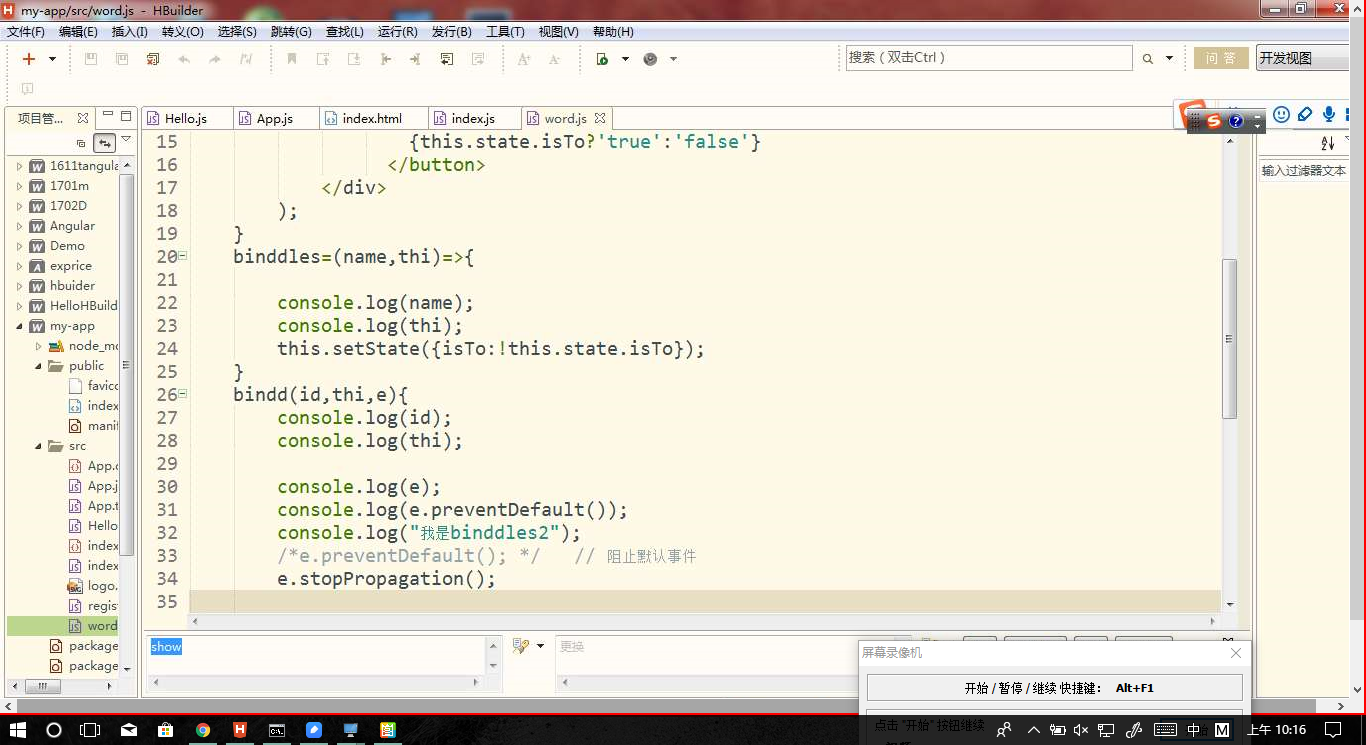 my-app/src/word.js - HBuilder
文件(F) 编辑(E) 插入(I) 转义(O) 选择(S) 跳转(G) 查找(L) 运行(R) 发行(B) 工具(T) 视图(V) 帮助(H)
搜索（双击Ctrl） 问 答 开发视图
项目管... Hello.js App.js index.html index.js word.js
1611tangula
1701m
1702D
Angular
Demo
exprice
hbuider
HelloHBuild
my-app
node_mo
public
favico
index
manif
src
App.c
App.j
App.t
Hello
index
index
logo.
regis
word
package
package
15 {this.state.isTo?'true':'false'}
16 </button>
17 </div>
18 );
19 }
20 binddles=(name,thi)=>{
21
22 console.log(name);
23 console.log(thi);
24 this.setState({isTo:!this.state.isTo});
25 }
26 bindd(id,thi,e){
27 console.log(id);
28 console.log(thi);
29
30 console.log(e);
31 console.log(e.preventDefault());
32 console.log("我是binddles2");
33 /*e.preventDefault(); */ // 阻止默认事件
34 e.stopPropagation();
35
输入过滤器文本
show
更换
屏幕录像机
开始 / 暂停 / 继续 快捷键： Alt+F1
点击 "开始" 按钮继续
中 M 上午 10:16